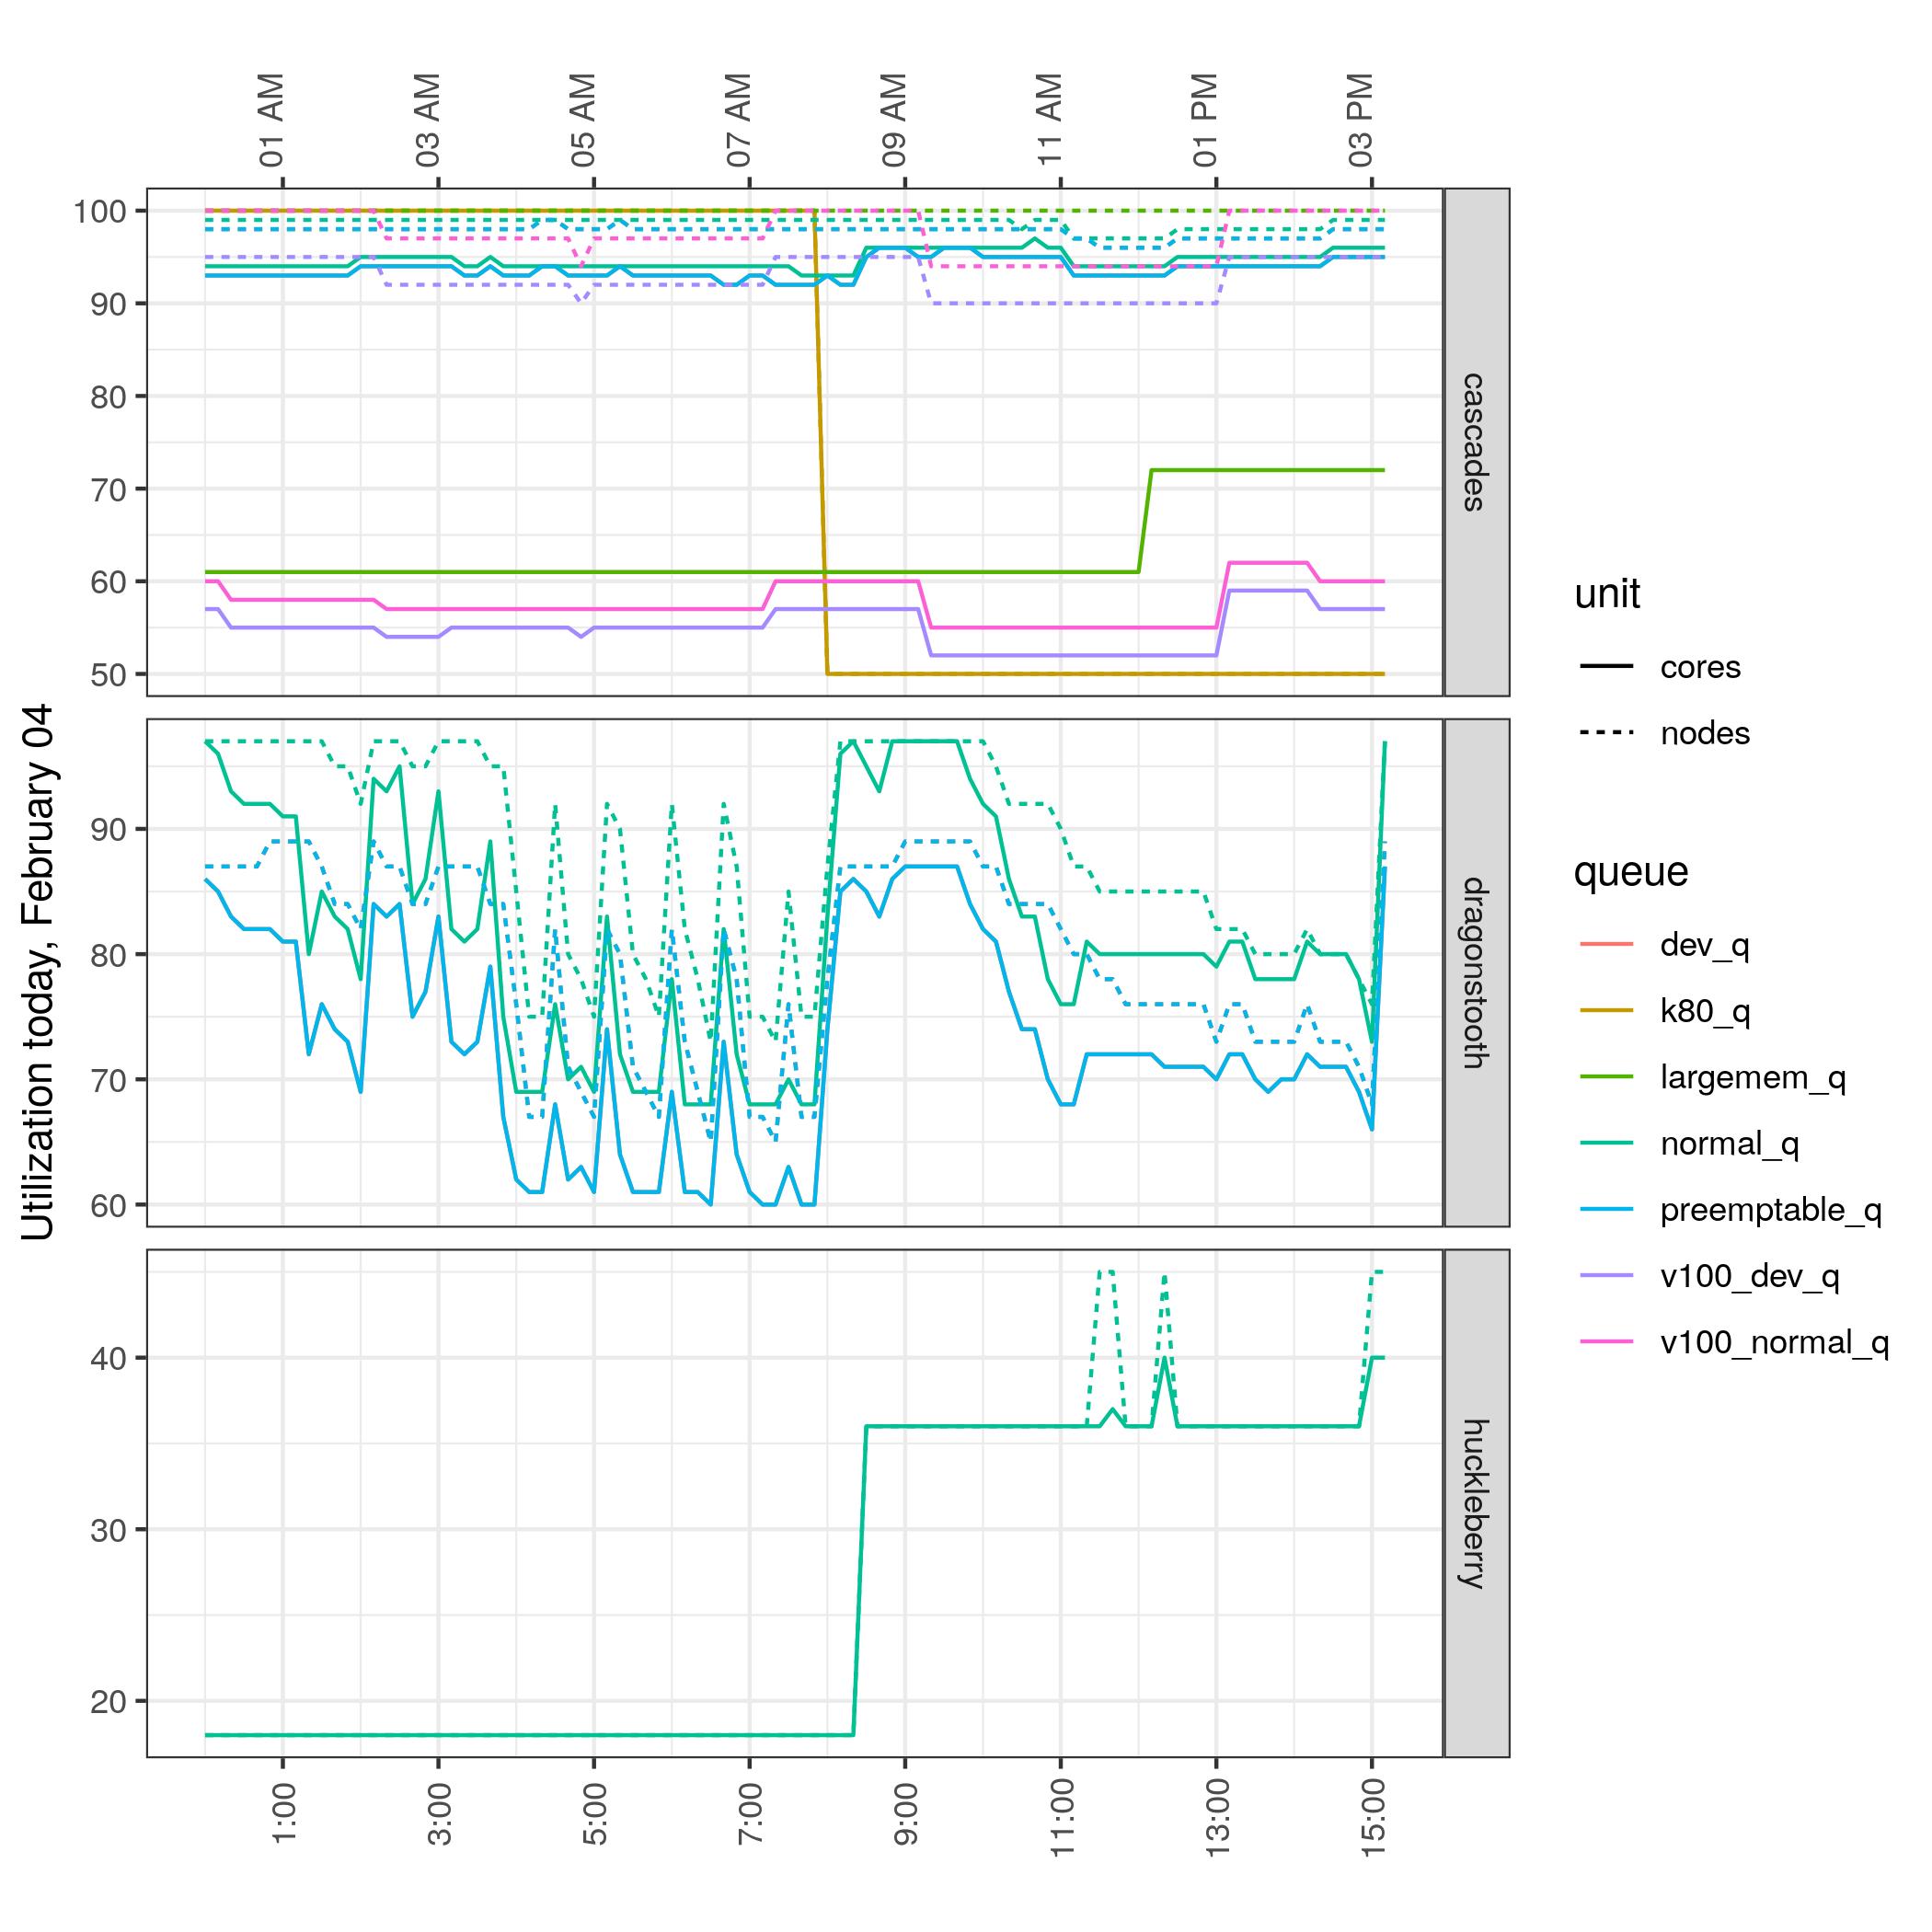 01 AM
03 AM
05 AM
07 AM
09 AM
11 AM
01 PM
03 PM
Utilization today, February 04
100
90
80
70
60
50
cascades
90
80
70
60
dragonstooth
40
30
20
huckleberry
1:00
3:00
5:00
7:00
9:00
11:00
13:00
15:00
unit
cores
nodes
queue
dev_q
k80_q
largemem_q
normal_q
preemptable_q
v100_dev_q
v100_normal_q